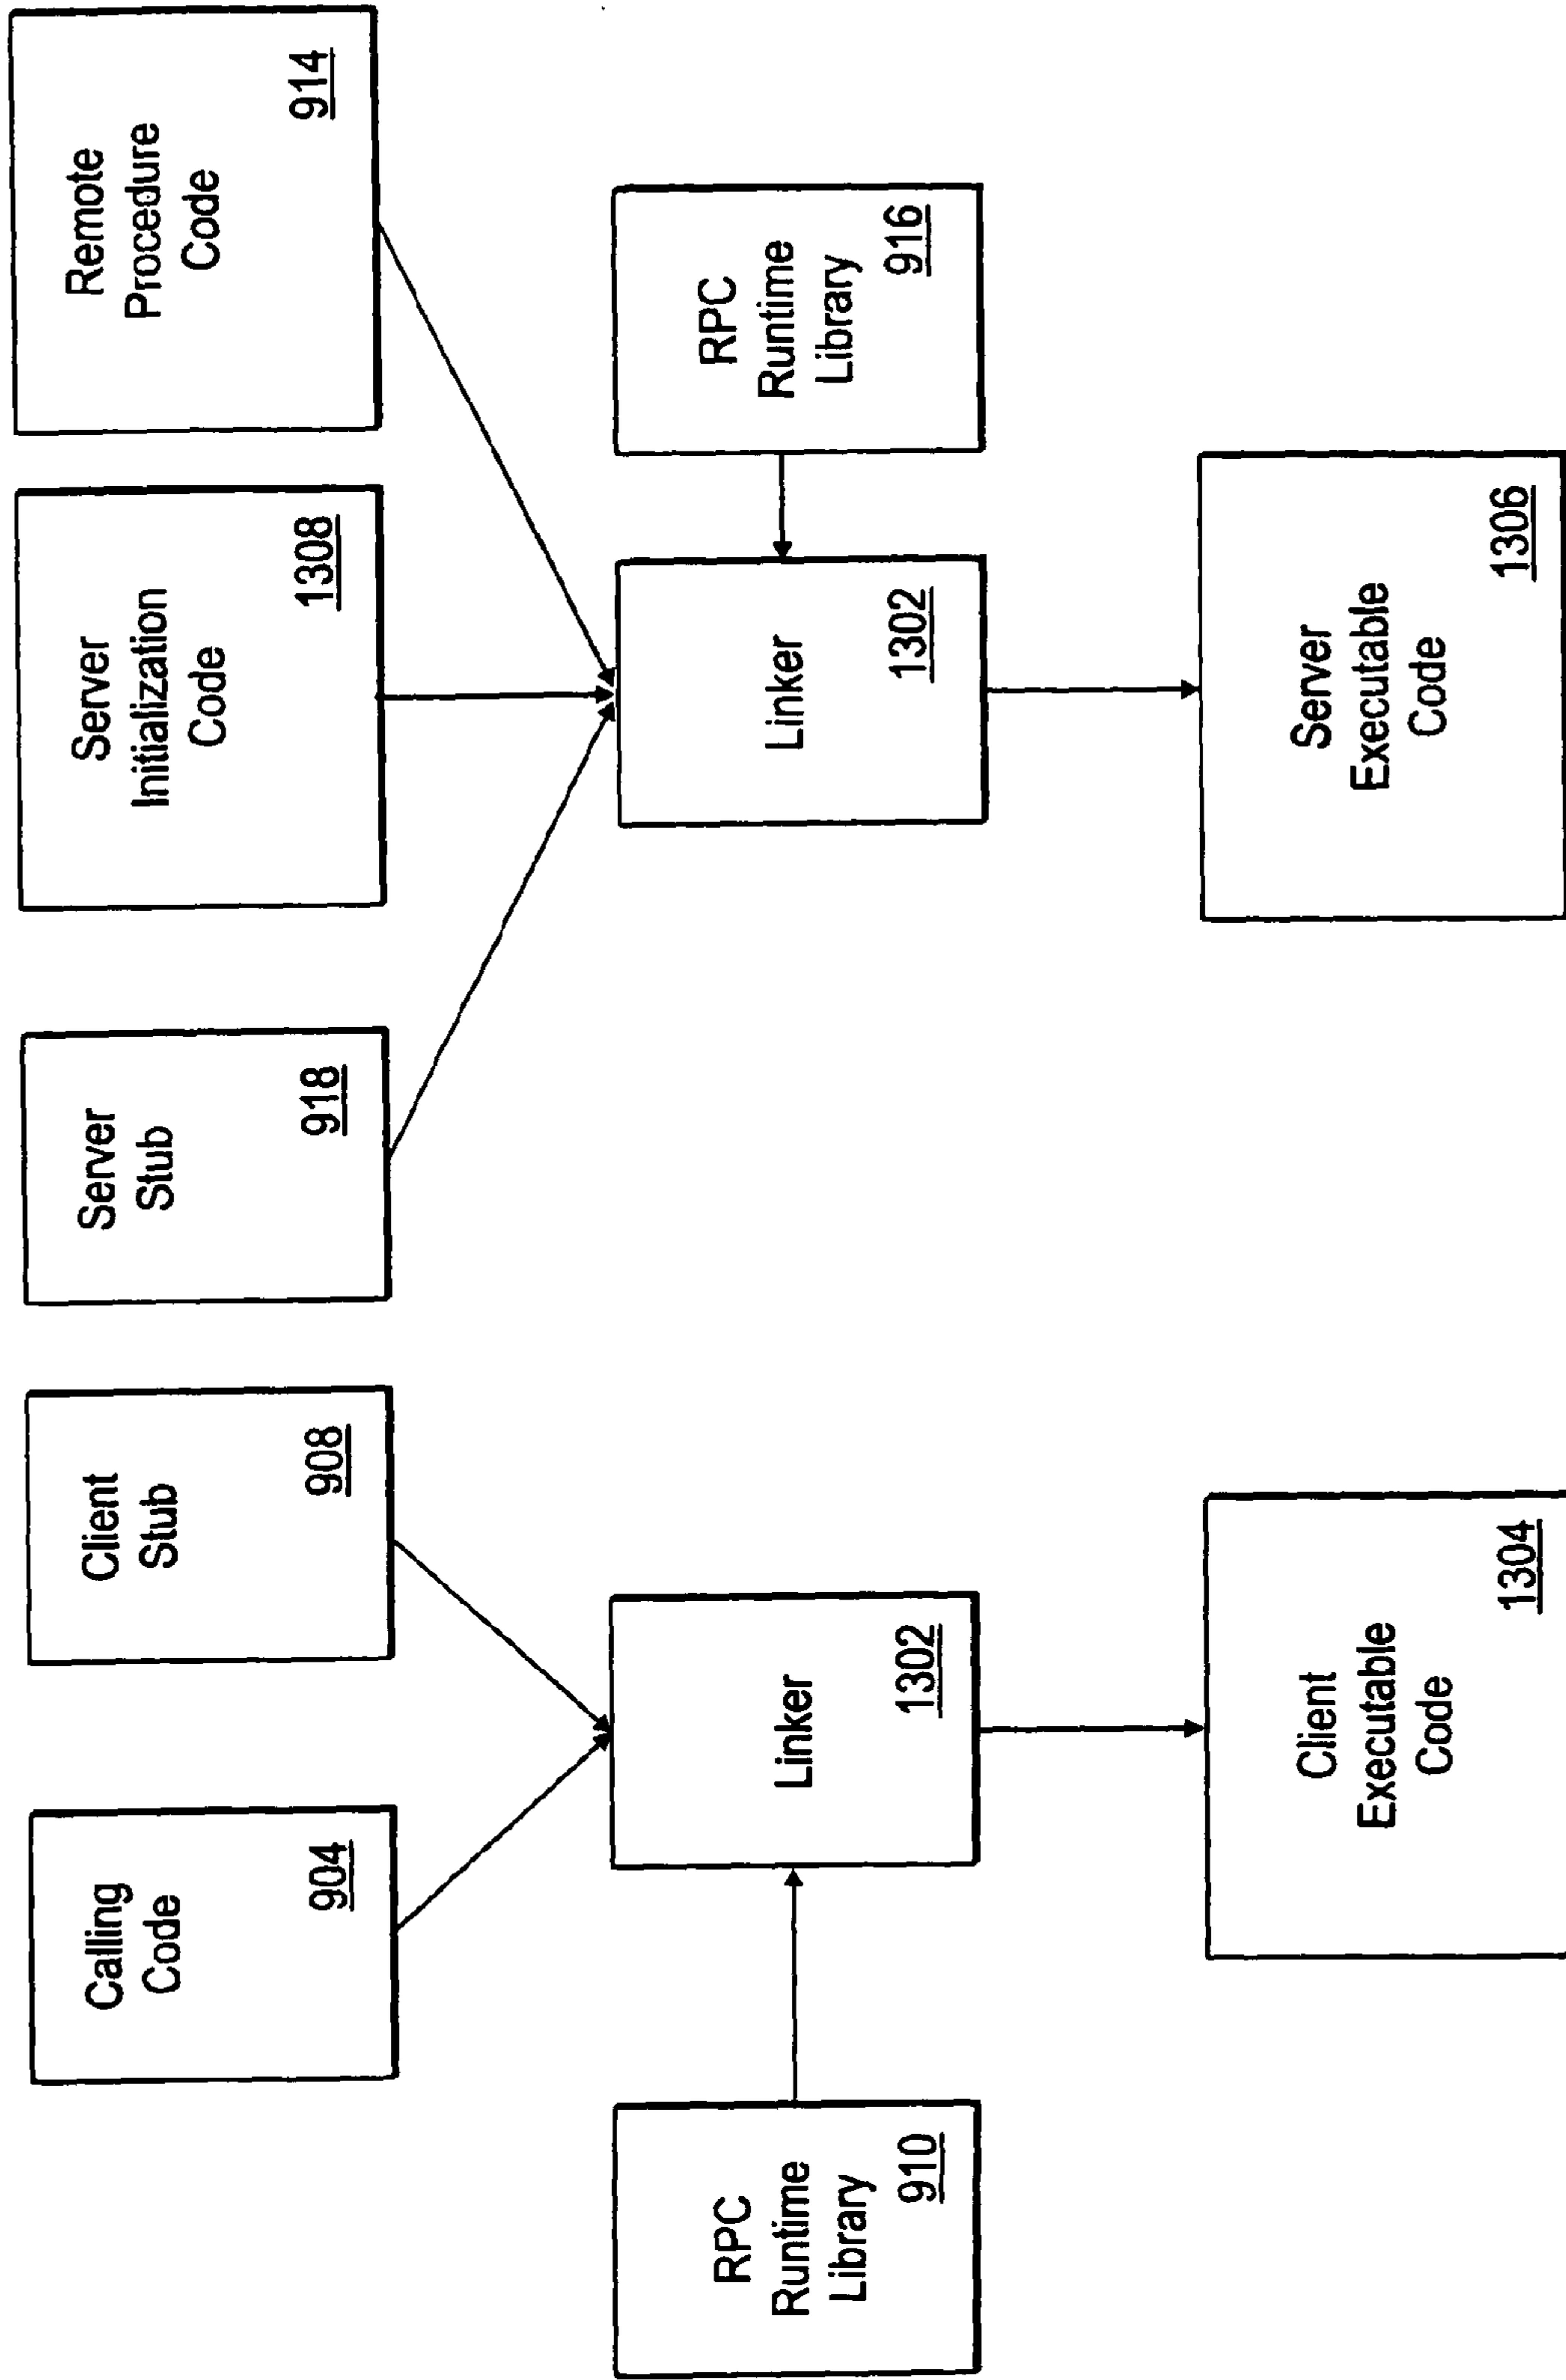 Calling
Code
904
Client
Stub
908
Server
Stub
918
Server
Initialization
Code
1308
Remote
Procedure
Code
914
RPC
Runtime
Library
910
Linker
1302
Linker
1302
RPC
Runtime
Library
916
Client
Executable
Code
1304
Server
Executable
Code
1306